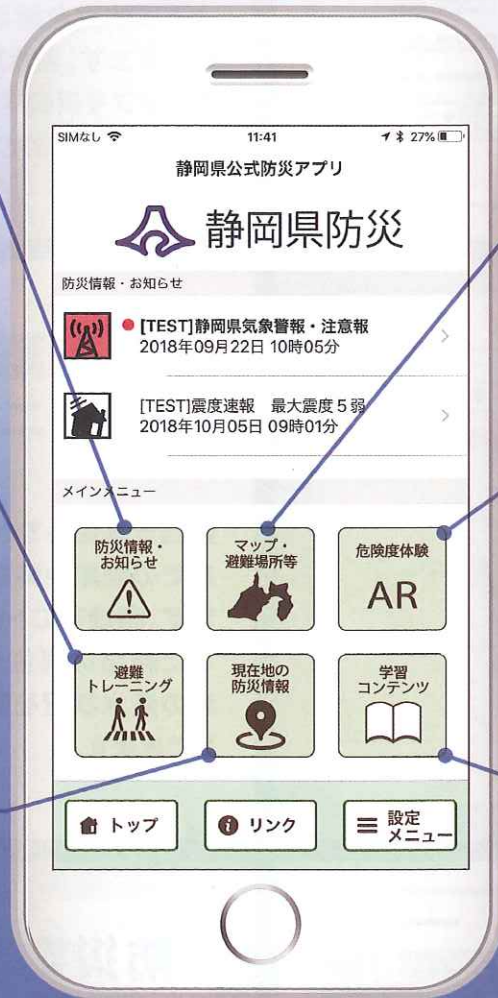 SIMなし 11:41 27%
静岡県公式防災アプリ
静岡県防災
防災情報・お知らせ
[TEST]静岡県気象警報・注意報
2018年09月22日 10時05分
[TEST]震度速報 最大震度5弱
2018年10月05日 09時01分
メインメニュー
防災情報・
お知らせ
マップ・
避難場所等
危険度体験
AR
避難
トレーニング
現在地の
防災情報
学習
コンテンツ
トップ
リンク
設定
メニュー